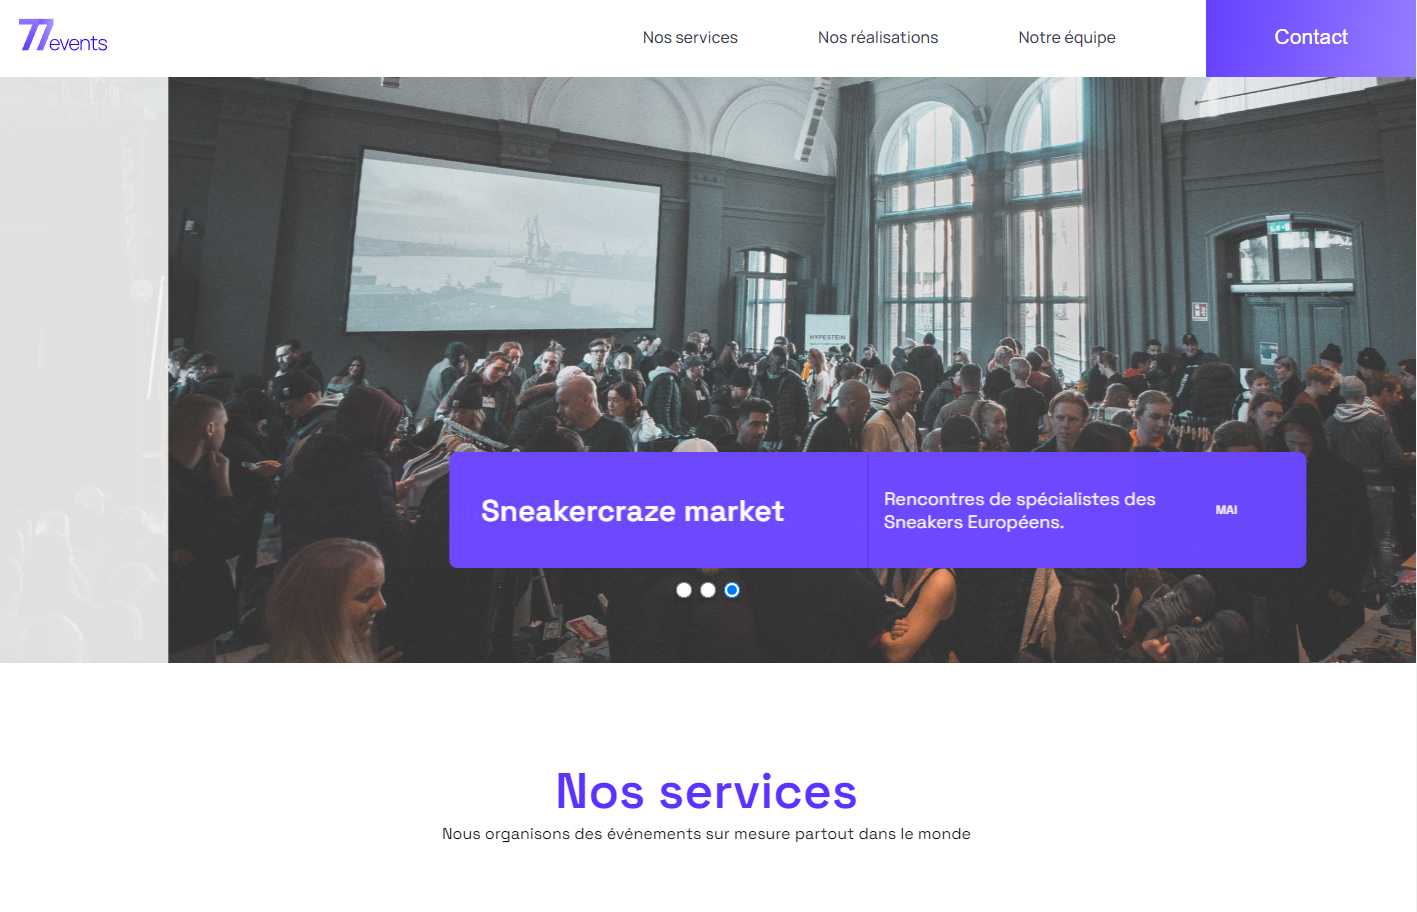 77events
Nos services
Nos réalisations
Notre équipe
Contact
HYPESTEIN
Sneakercraze market
Rencontres de spécialistes des
Sneakers Européens.
MAI
Nos services
Nous organisons des événements sur mesure partout dans le monde